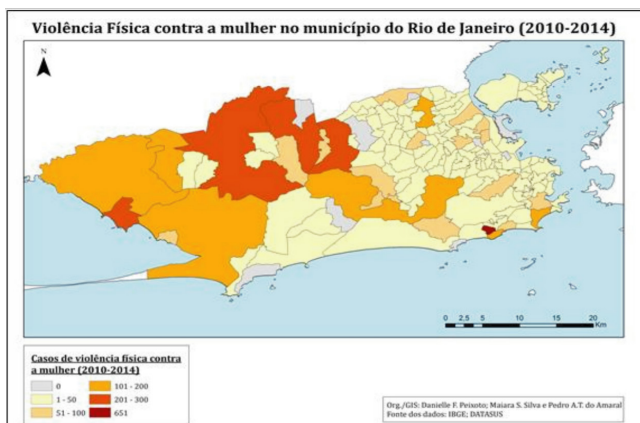 Violência Física contra a mulher no município do Rio de Janeiro (2010-2014)
N
0 2,5 5 10 15 20
Km
Casos de violência física contra
a mulher (2010-2014)
0
1 - 50
51 - 100
101 - 200
201 - 300
651
Org./GIS: Danielle F. Peixoto; Maiara S. Silva e Pedro A.T. do Amaral
Fonte dos dados: IBGE; DATASUS